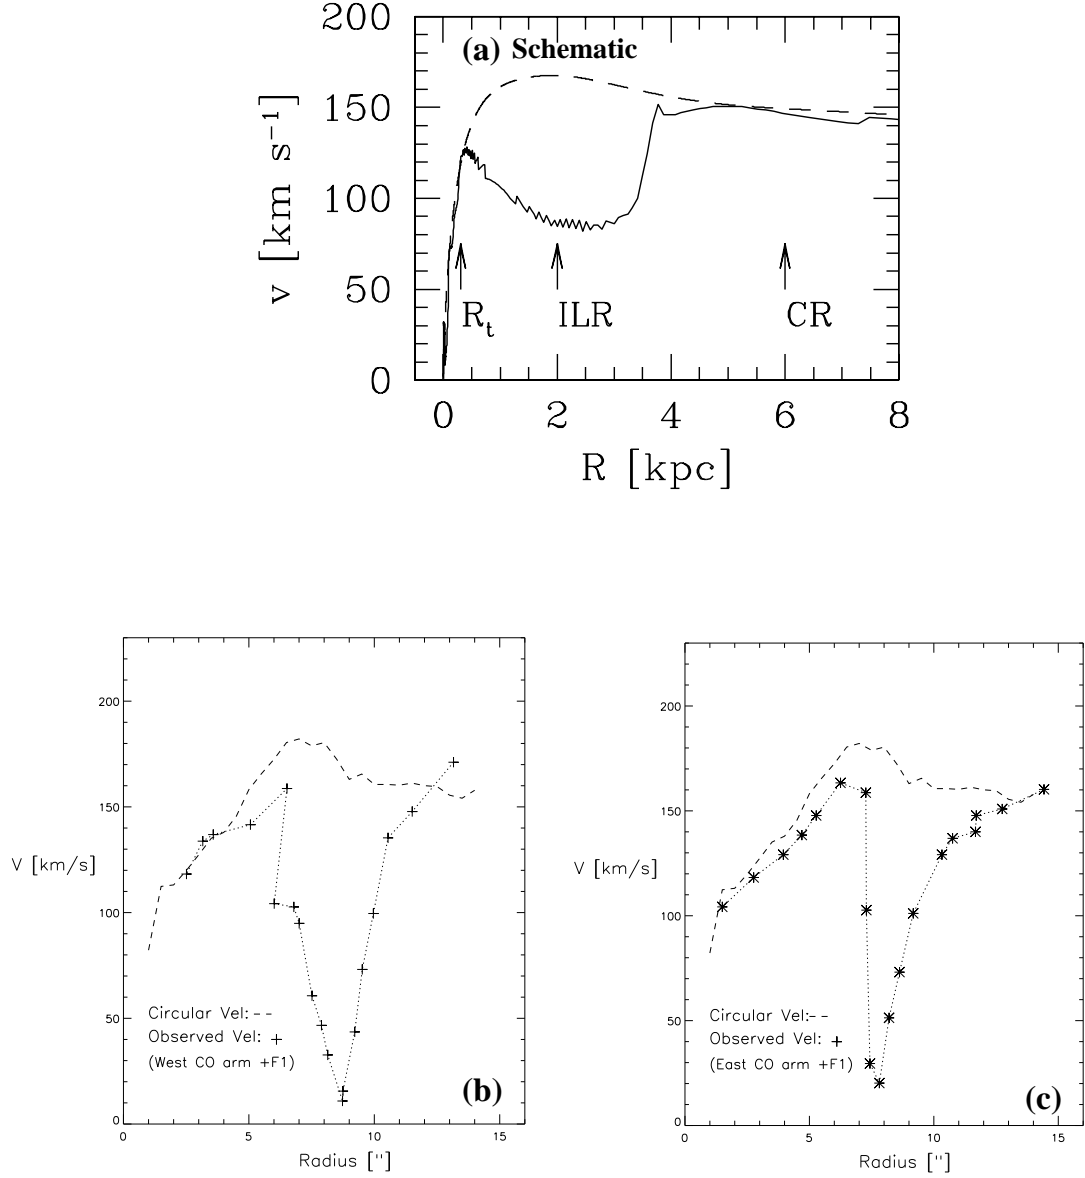 200
(a) Schematic
150
v [km s⁻¹]
100
50
R_t ILR CR
0
0 2 4 6 8
R [kpc]
200
150
V [km/s]
100
Circular Vel:--
Observed Vel: +
50
(West CO arm +F1)
(b)
0
0 5 10 15
Radius ["]
200
150
V [km/s]
100
Circular Vel:--
Observed Vel: +
50
(East CO arm +F1)
(c)
0
0 5 10 15
Radius ["]